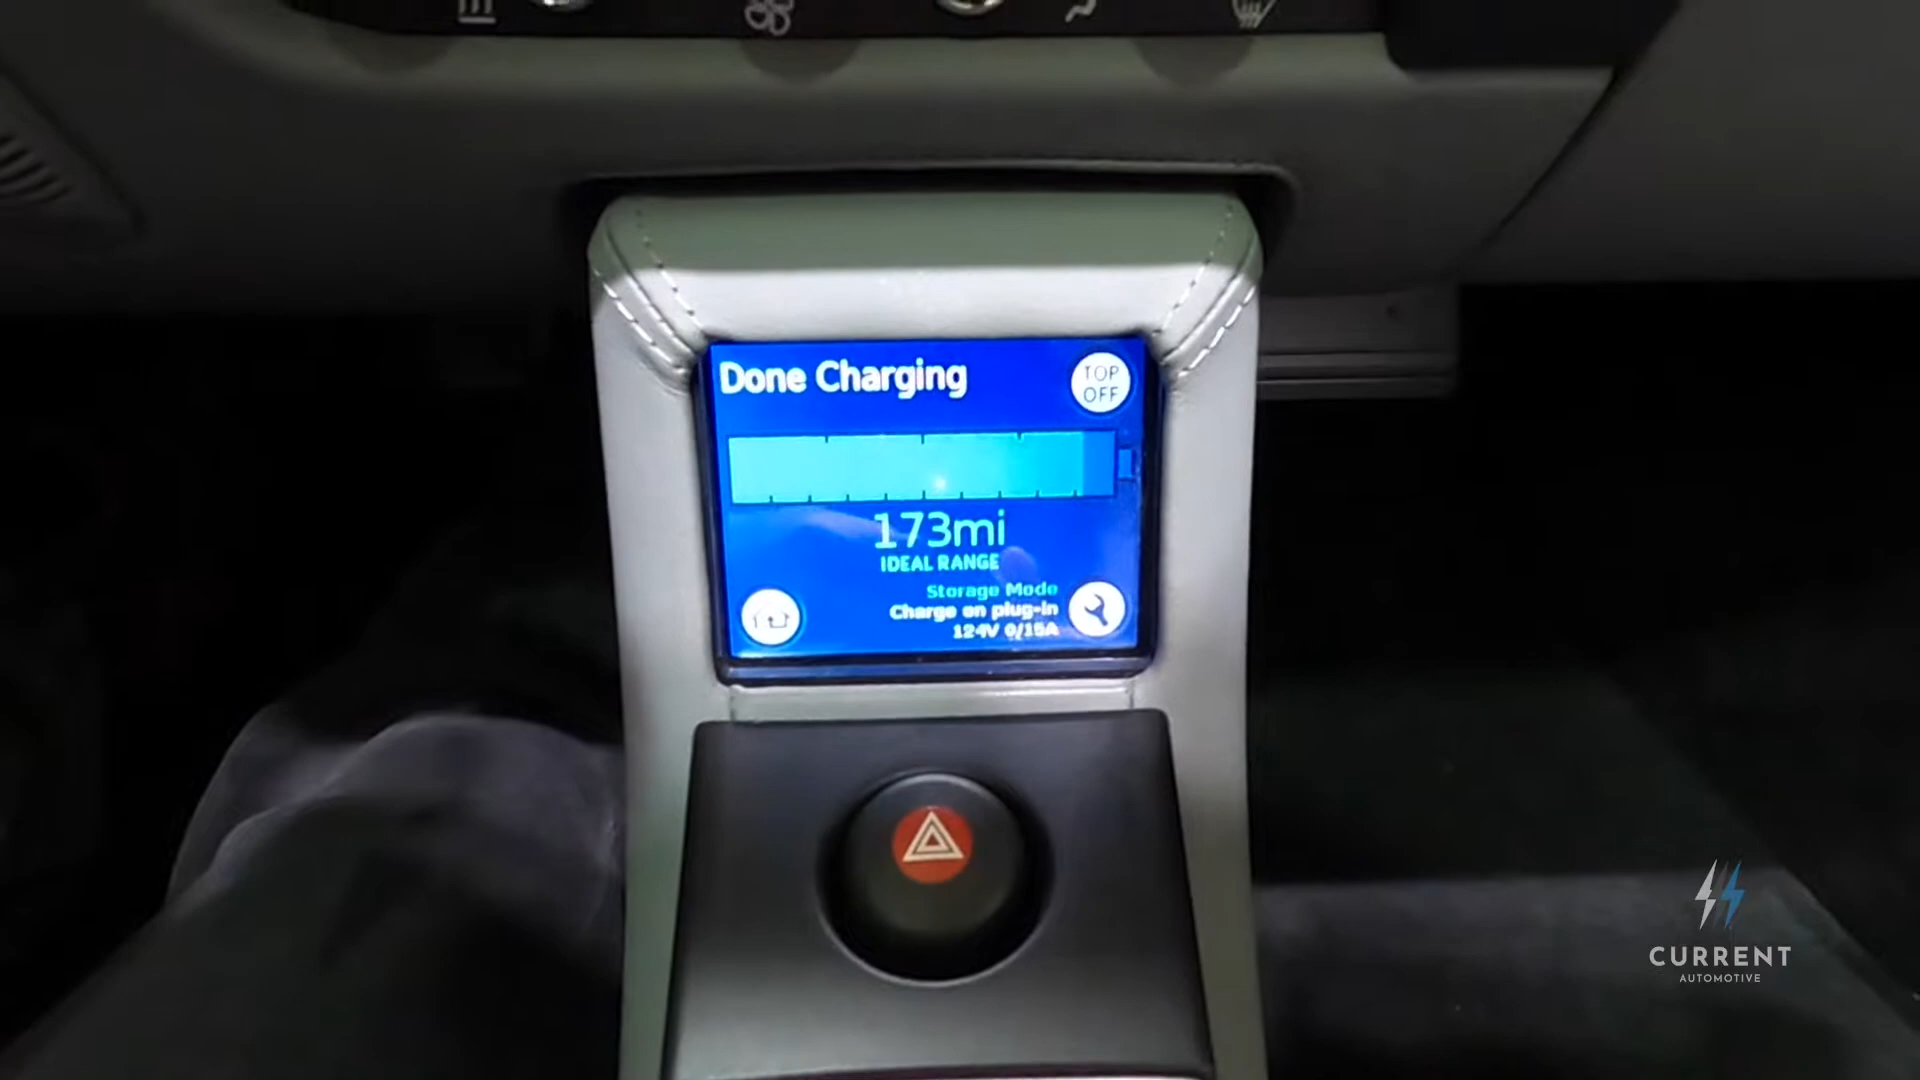 Done Charging
TOP
OFF
173mi
IDEAL RANGE
Storage Mode
Charge on plug-in
124V 0/15A
CURRENT
AUTOMOTIVE